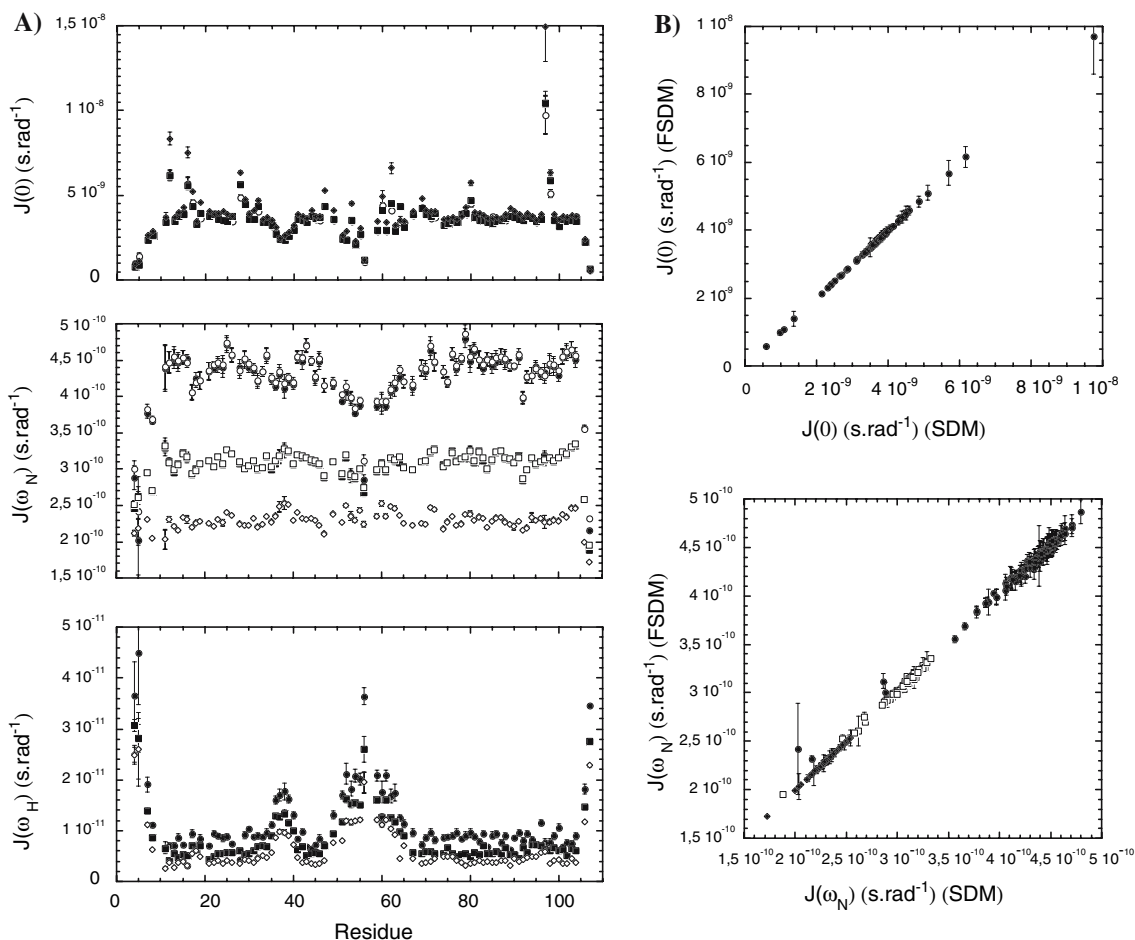 A)
J(0) (s.rad⁻¹)
1,5 10⁻⁸
1 10⁻⁸
5 10⁻⁹
0
J(ω_N) (s.rad⁻¹)
5 10⁻¹⁰
4,5 10⁻¹⁰
4 10⁻¹⁰
3,5 10⁻¹⁰
3 10⁻¹⁰
2,5 10⁻¹⁰
2 10⁻¹⁰
1,5 10⁻¹⁰
J(ω_H) (s.rad⁻¹)
5 10⁻¹¹
4 10⁻¹¹
3 10⁻¹¹
2 10⁻¹¹
1 10⁻¹¹
0
0 20 40 60 80 100
Residue
B)
J(0) (s.rad⁻¹) (FSDM)
1 10⁻⁸
8 10⁻⁹
6 10⁻⁹
4 10⁻⁹
2 10⁻⁹
0
0 2 10⁻⁹ 4 10⁻⁹ 6 10⁻⁹ 8 10⁻⁹ 1 10⁻⁸
J(0) (s.rad⁻¹) (SDM)
J(ω_N) (s.rad⁻¹) (FSDM)
5 10⁻¹⁰
4,5 10⁻¹⁰
4 10⁻¹⁰
3,5 10⁻¹⁰
3 10⁻¹⁰
2,5 10⁻¹⁰
2 10⁻¹⁰
1,5 10⁻¹⁰
1,5 10⁻¹⁰ 2 10⁻¹⁰ 2,5 10⁻¹⁰ 3 10⁻¹⁰ 3,5 10⁻¹⁰ 4 10⁻¹⁰ 4,5 10⁻¹⁰ 5 10⁻¹⁰
J(ω_N) (s.rad⁻¹) (SDM)